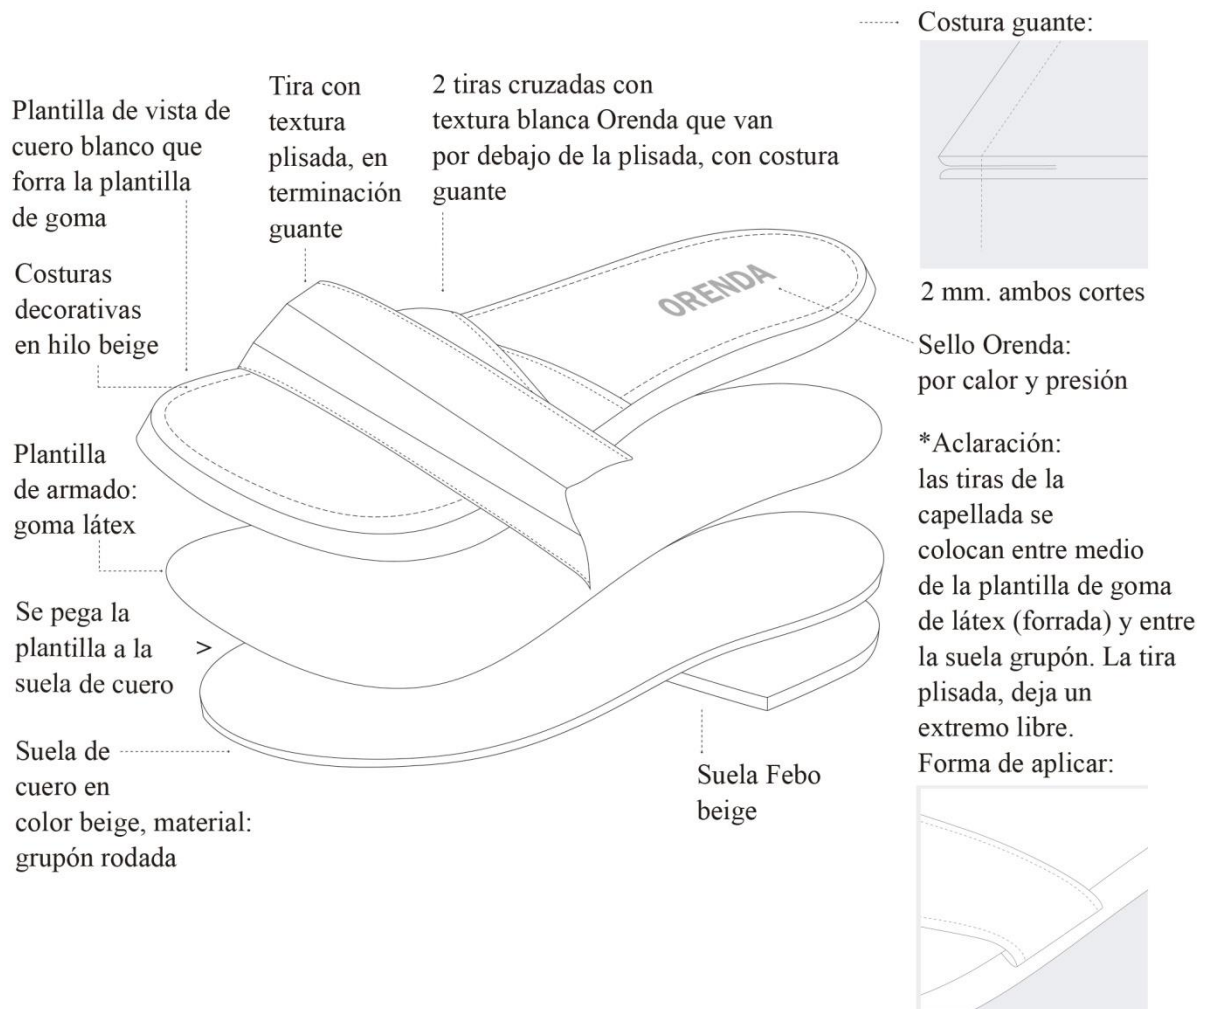 Costura guante:
Plantilla de vista de
cuero blanco que
forra la plantilla
de goma
Tira con
textura
plisada, en
terminación
guante
2 tiras cruzadas con
textura blanca Orenda que van
por debajo de la plisada, con costura
guante
Costuras
decorativas
en hilo beige
ORENDA
2 mm. ambos cortes
Sello Orenda:
por calor y presión
Plantilla
de armado:
goma látex
*Aclaración:
las tiras de la
capellada se
colocan entre medio
de la plantilla de goma
de látex (forrada) y entre
la suela grupón. La tira
plisada, deja un
extremo libre.
Forma de aplicar:
Se pega la
plantilla a la >
suela de cuero
Suela de
cuero en
color beige, material:
grupón rodada
Suela Febo
beige